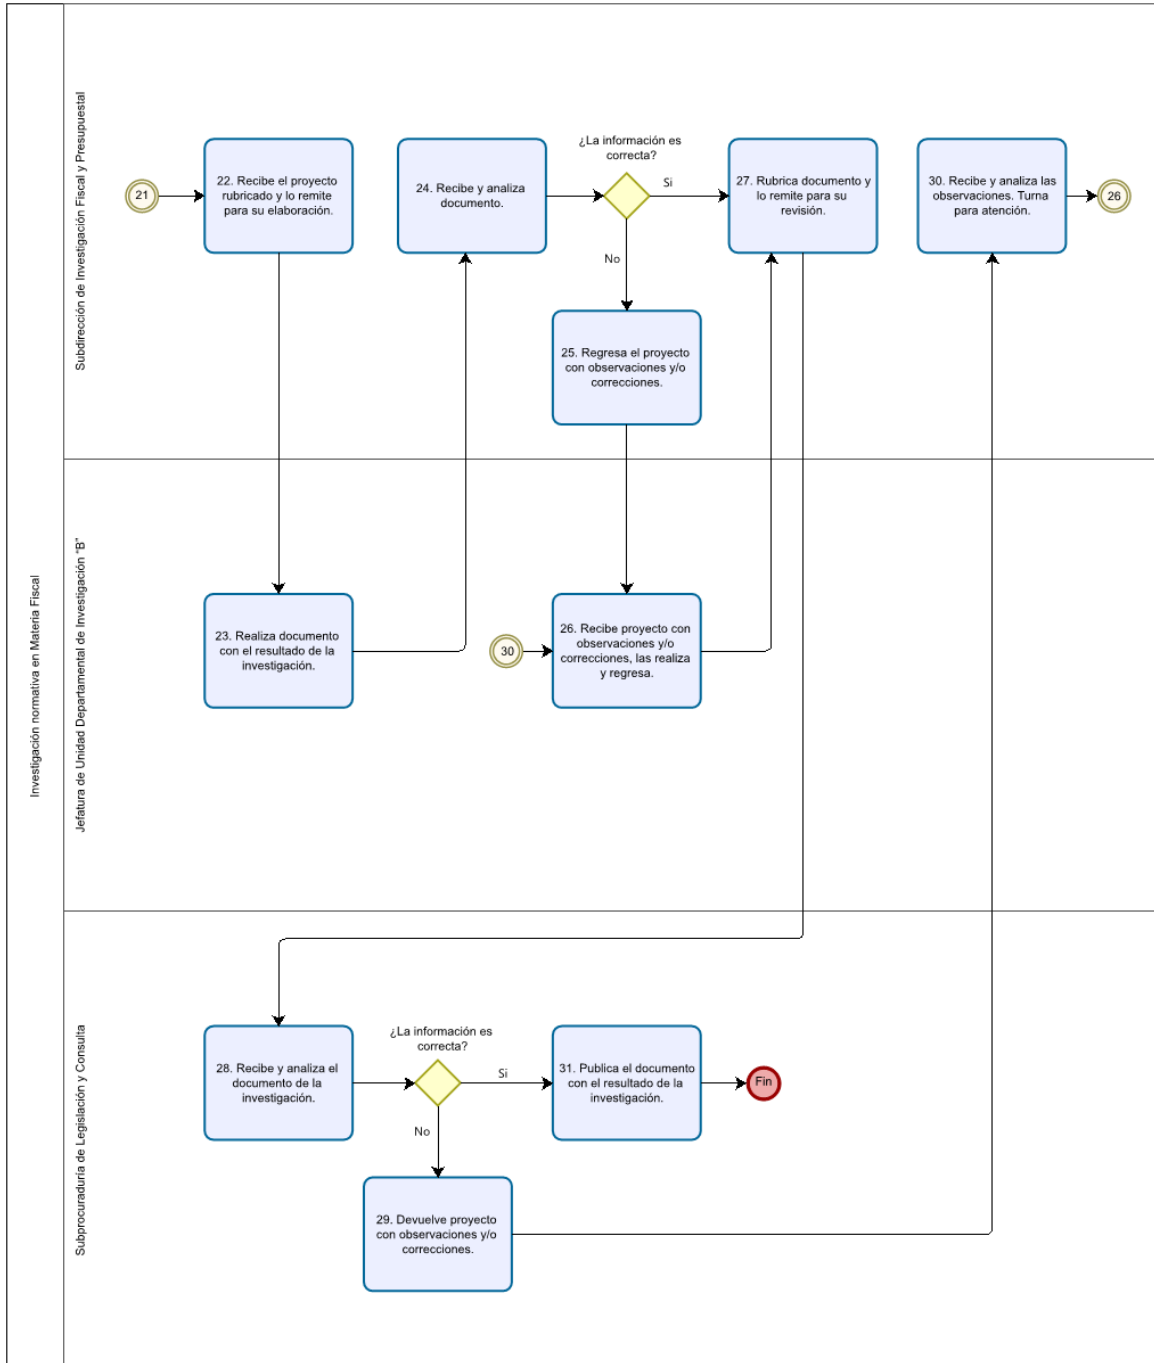 Investigación normativa en Materia Fiscal
Subdirección de Investigación Fiscal y Presupuestal
21
22. Recibe el proyecto
rubricado y lo remite
para su elaboración.
24. Recibe y analiza
documento.
¿La información es
correcta?
Si
No
27. Rubrica documento y
lo remite para su
revisión.
30. Recibe y analiza las
observaciones. Turna
para atención.
26
25. Regresa el proyecto
con observaciones y/o
correcciones.
Jefatura de Unidad Departamental de Investigación "B"
23. Realiza documento
con el resultado de la
investigación.
30
26. Recibe proyecto con
observaciones y/o
correcciones, las realiza
y regresa.
Subprocuraduría de Legislación y Consulta
28. Recibe y analiza el
documento de la
investigación.
¿La información es
correcta?
Si
No
31. Publica el documento
con el resultado de la
investigación.
Fin
29. Devuelve proyecto
con observaciones y/o
correcciones.